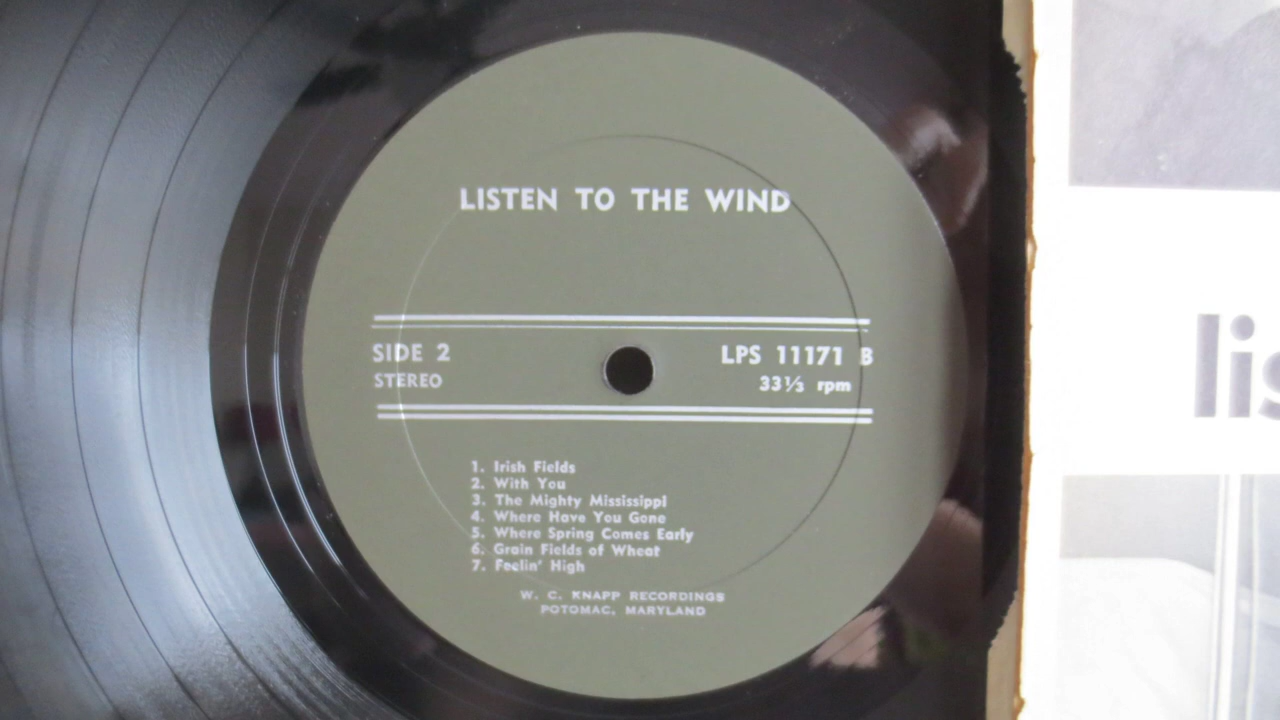 LISTEN TO THE WIND
SIDE 2
LPS 11171 B
STEREO
33⅓ rpm
1. Irish Fields
2. With You
3. The Mighty Mississippi
4. Where Have You Gone
5. Where Spring Comes Early
6. Grain Fields of Wheat
7. Feelin' High
W. C. KNAPP RECORDINGS
POTOMAC, MARYLAND
lis